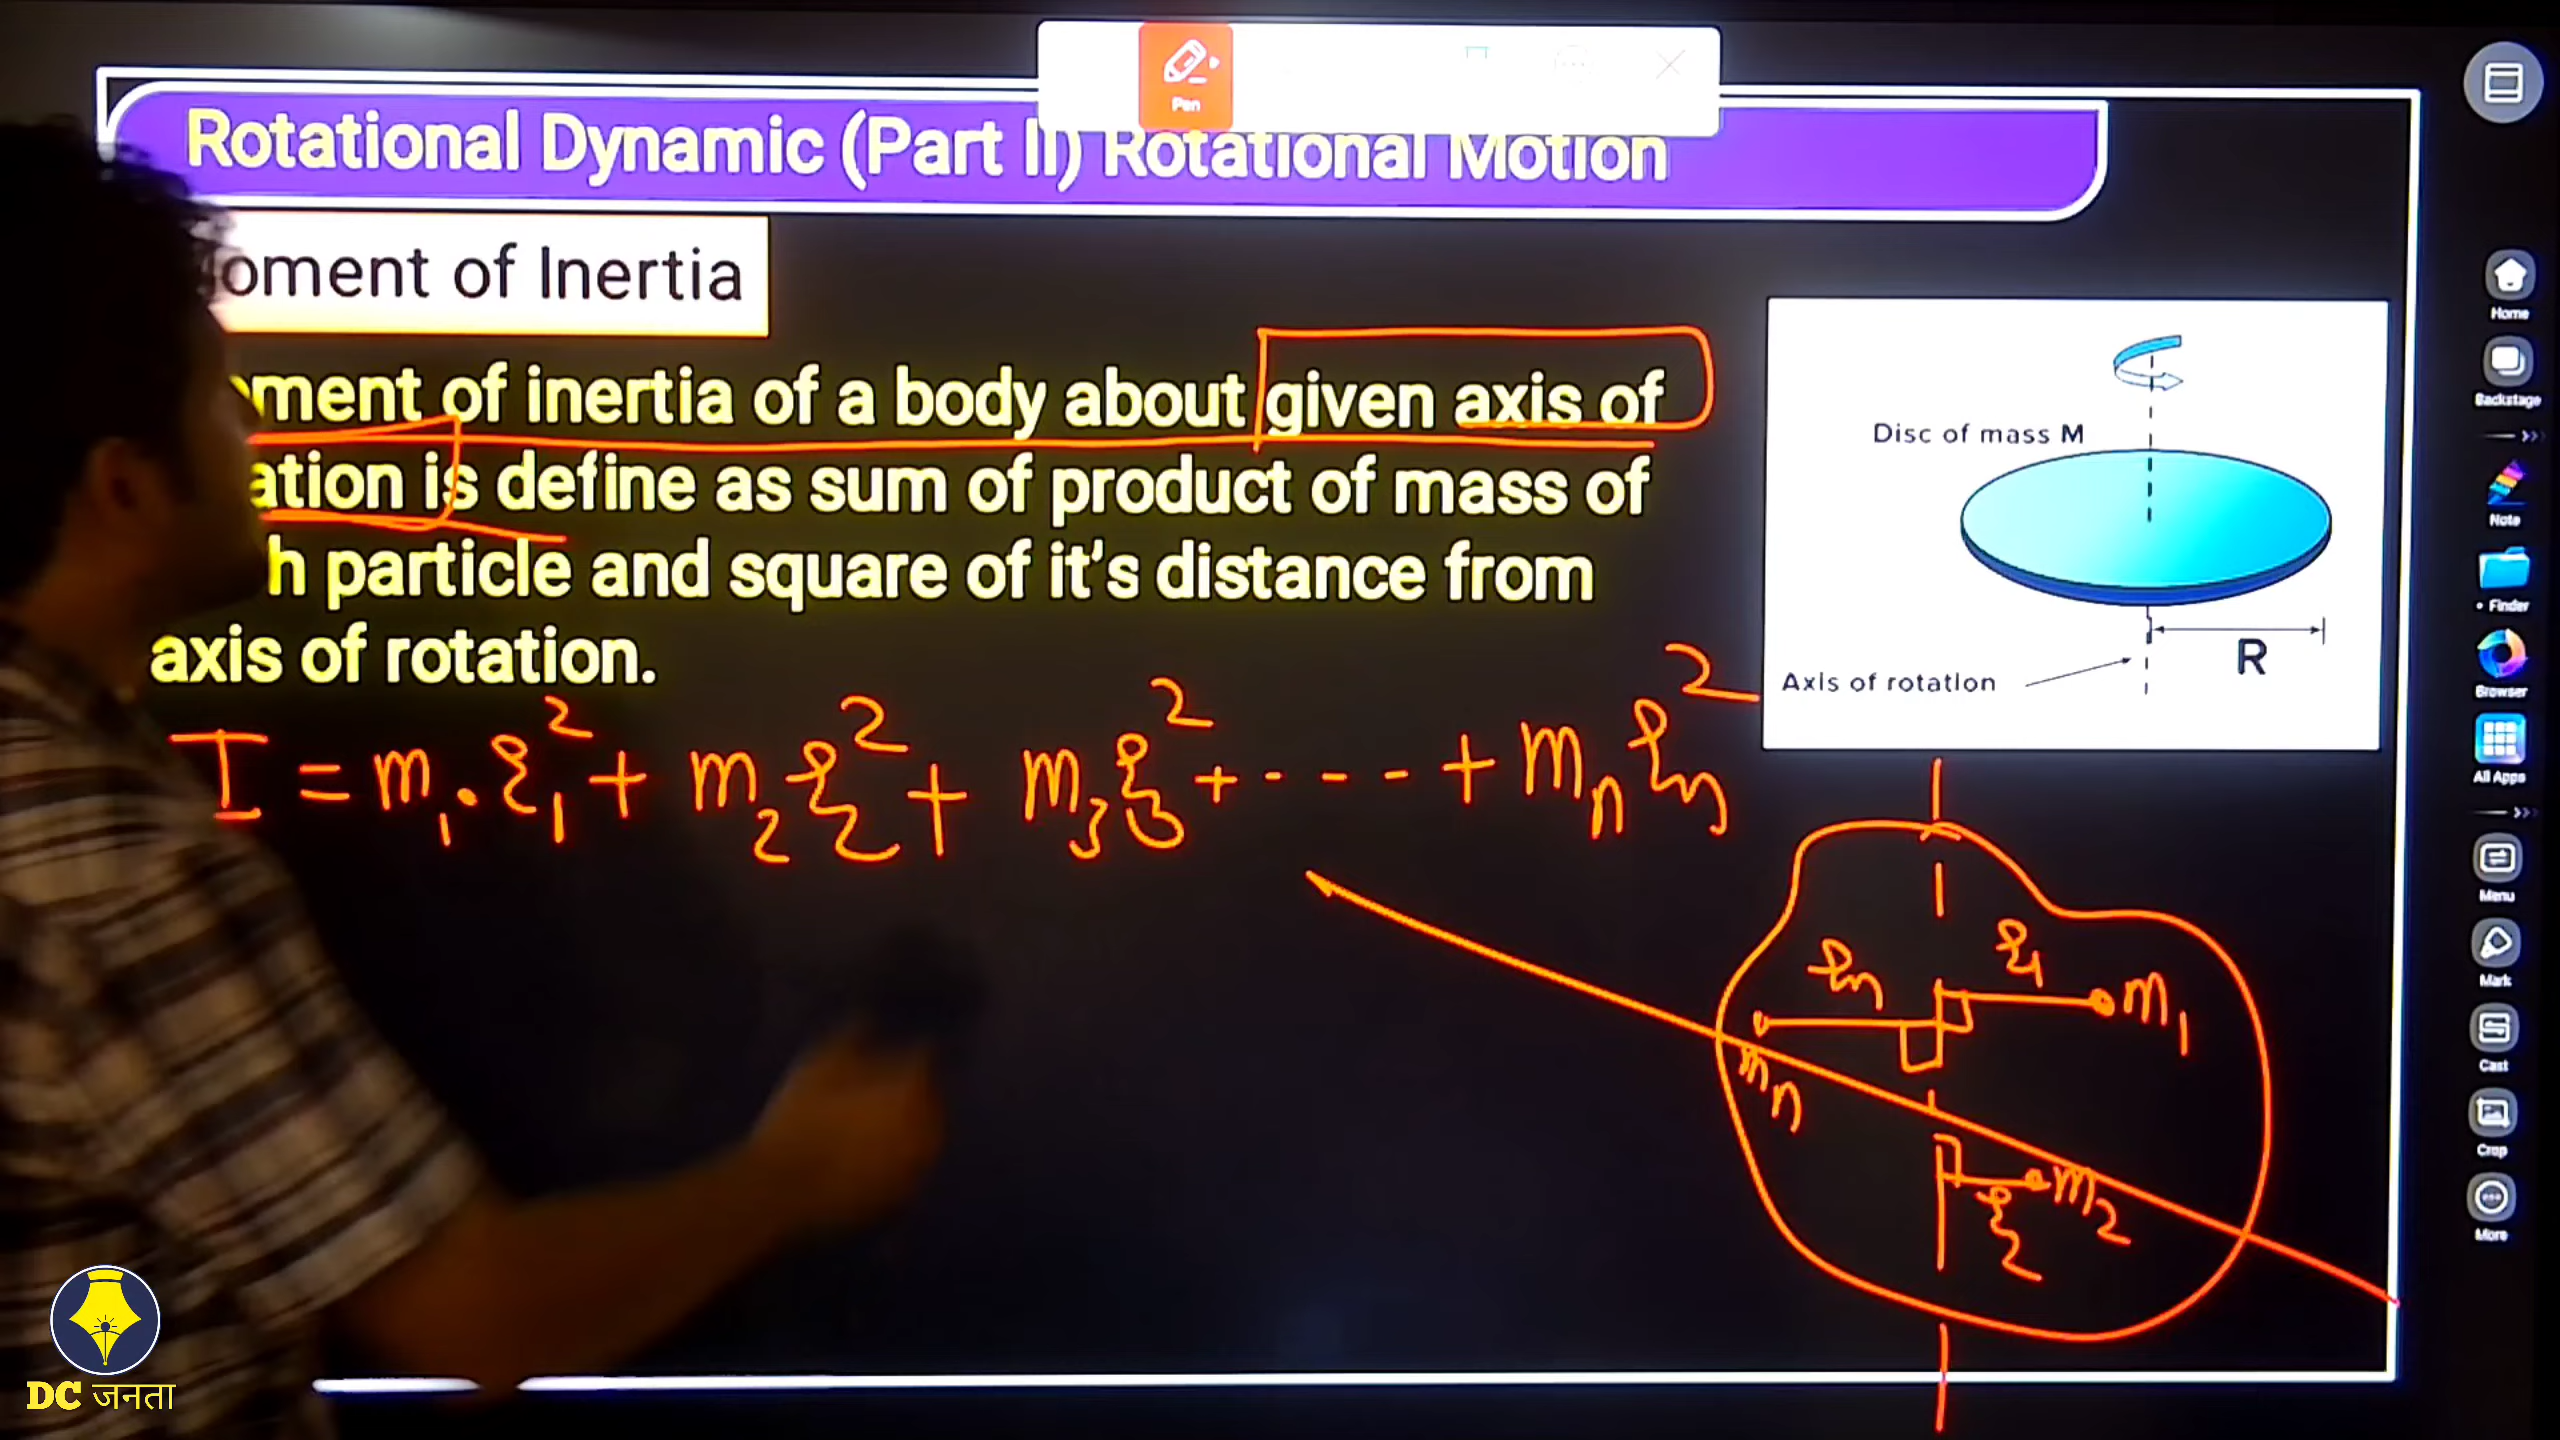 Pen
Rotational Dynamic (Part II) Rotational Motion
oment of Inertia
ment of inertia of a body about given axis of
ation is define as sum of product of mass of
h particle and square of it's distance from
axis of rotation.
I = m₁·r₁² + m₂r₂² + m₃r₃² + - - - - + mₙrₙ²
Disc of mass M
R
Axis of rotation
rₙ
r₁
m₁
mₙ
m₂
r₂
Home
Backstage
Note
• Finder
Browser
All Apps
Menu
Mark
Cast
Crop
More
DC जनता